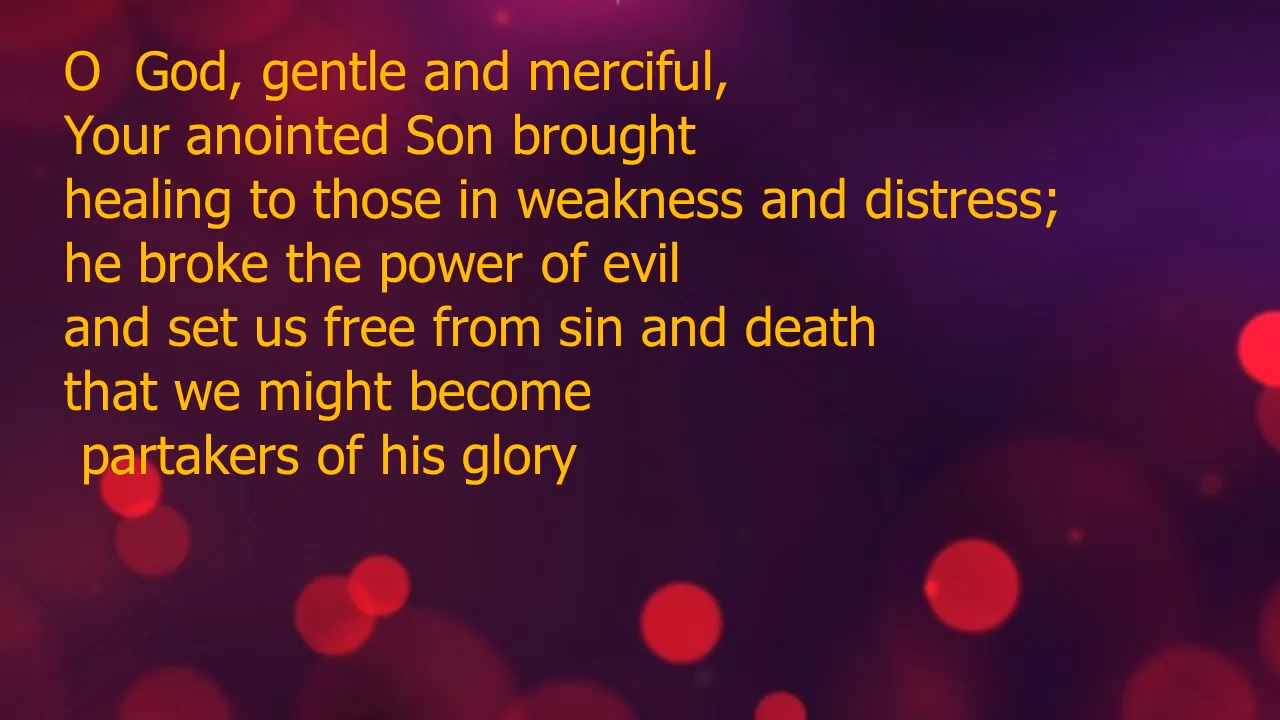 O  God, gentle and merciful,
Your anointed Son brought
healing to those in weakness and distress;
he broke the power of evil
and set us free from sin and death
that we might become
 partakers of his glory